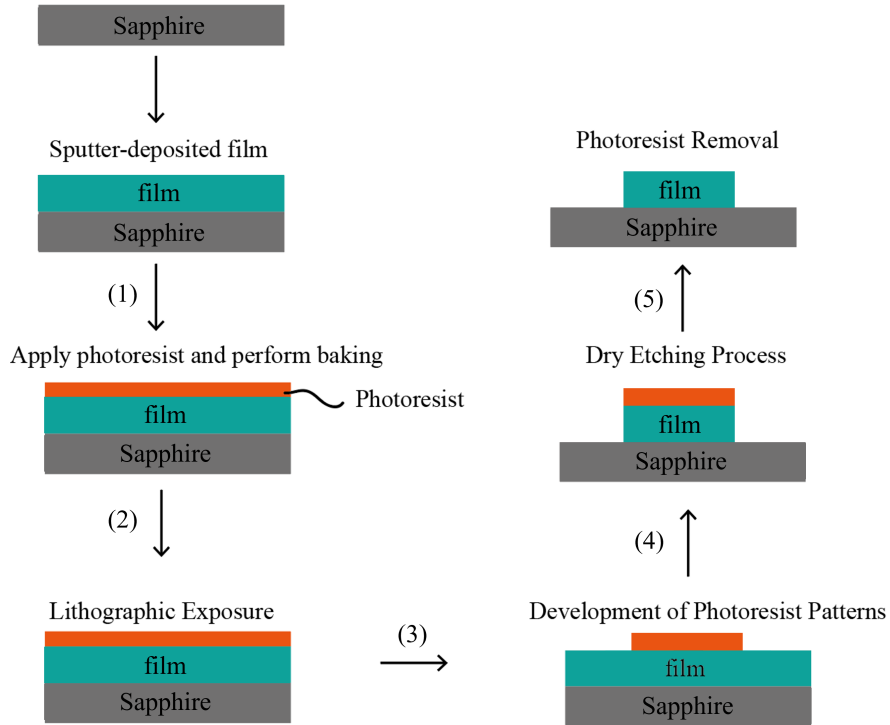 Sapphire
Sputter-deposited film
film
Sapphire
(1)
Apply photoresist and perform baking
Photoresist
film
Sapphire
(2)
Lithographic Exposure
film
Sapphire
(3)
Development of Photoresist Patterns
film
Sapphire
(4)
Dry Etching Process
film
Sapphire
(5)
Photoresist Removal
film
Sapphire